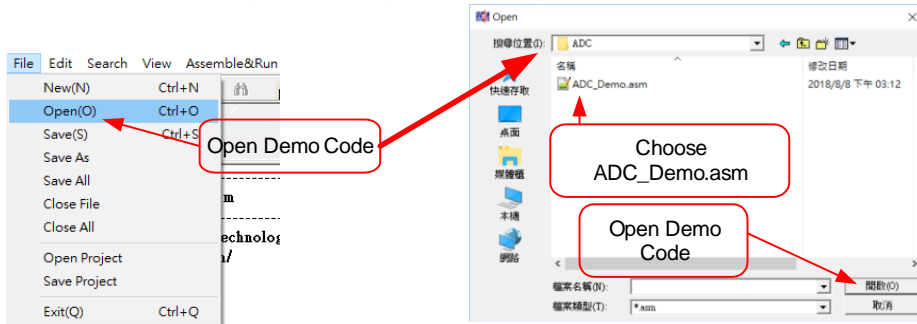 File Edit Search View Assemble&Run
New(N) Ctrl+N
Open(O) Ctrl+O
Save(S) Ctrl+S
Save As
Save All
Close File
Close All
Open Project
Save Project
Exit(Q) Ctrl+Q
m
echnolog
n/
Open Demo Code
Open
搜尋位置(I): ADC
名稱
修改日期
ADC_Demo.asm
2018/8/8 下午 03:12
快速存取
桌面
媒體櫃
本機
網路
Choose
ADC_Demo.asm
Open Demo
Code
檔案名稱(N):
開啟(O)
檔案類型(T): *.asm
取消